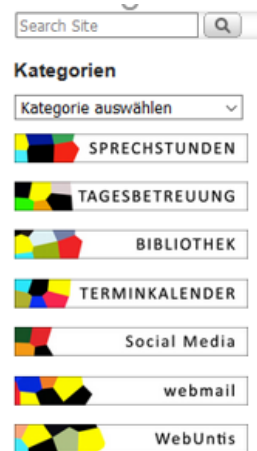 Search Site
Kategorien
Kategorie auswählen
SPRECHSTUNDEN
TAGESBETREUUNG
BIBLIOTHEK
TERMINKALENDER
Social Media
webmail
WebUntis